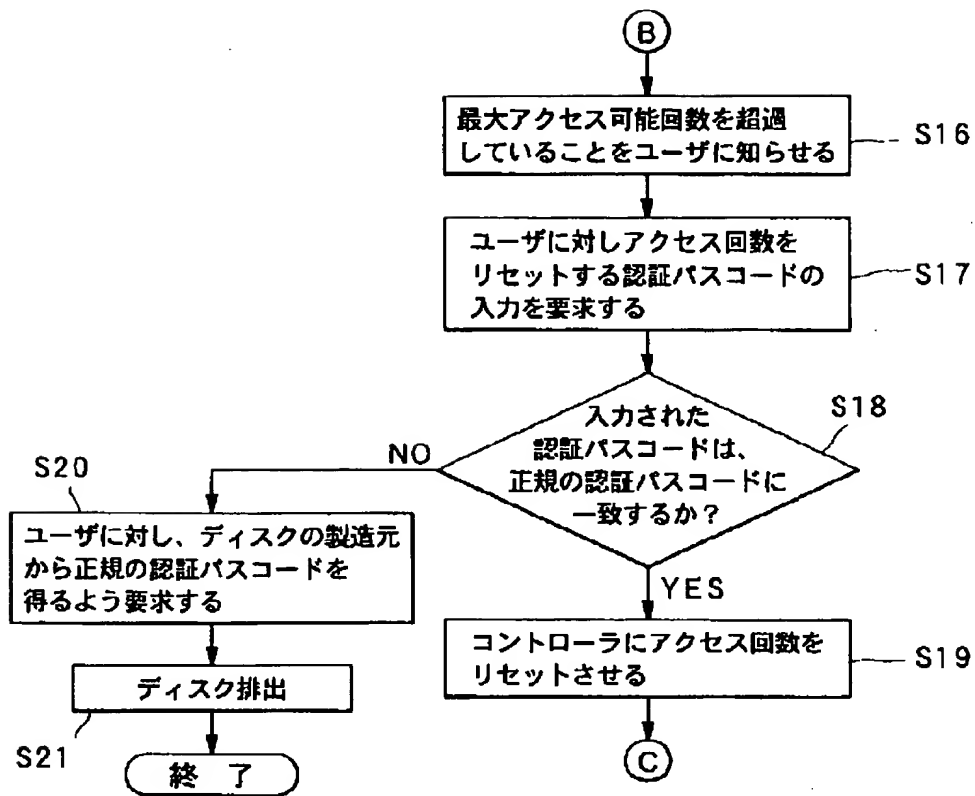 B
最大アクセス可能回数を超過
していることをユーザに知らせる
S16
ユーザに対しアクセス回数を
リセットする認証パスコードの
入力を要求する
S17
入力された
認証パスコードは、
正規の認証パスコードに
一致するか？
S18
NO
YES
S20
ユーザに対し、ディスクの製造元
から正規の認証パスコードを
得るよう要求する
コントローラにアクセス回数を
リセットさせる
S19
ディスク排出
S21
終 了
C